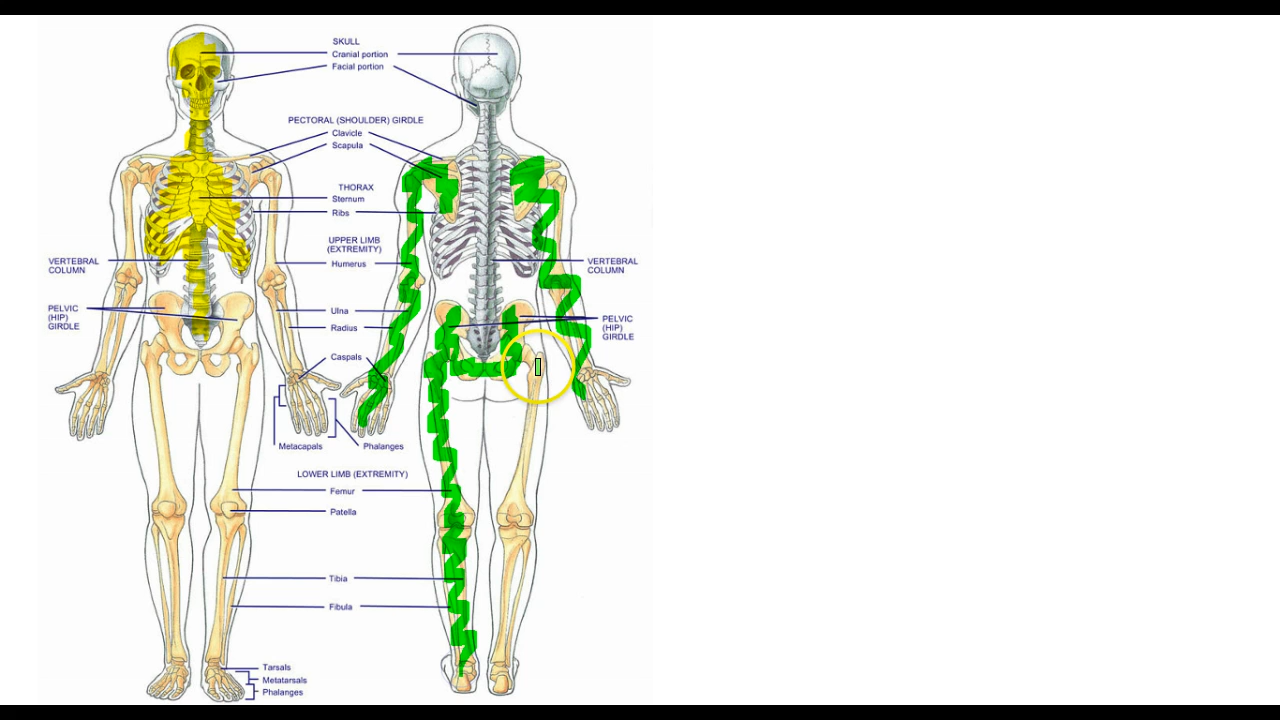 SKULL
Cranial portion
Facial portion
PECTORAL (SHOULDER) GIRDLE
Clavicle
Scapula
THORAX
Sternum
Ribs
UPPER LIMB
(EXTREMITY)
Humerus
VERTEBRAL
COLUMN
VERTEBRAL
COLUMN
PELVIC
(HIP)
GIRDLE
Ulna
Radius
PELVIC
(HIP)
GIRDLE
Caspals
Metacapals
Phalanges
LOWER LIMB (EXTREMITY)
Femur
Patella
Tibia
Fibula
Tarsals
Metatarsals
Phalanges